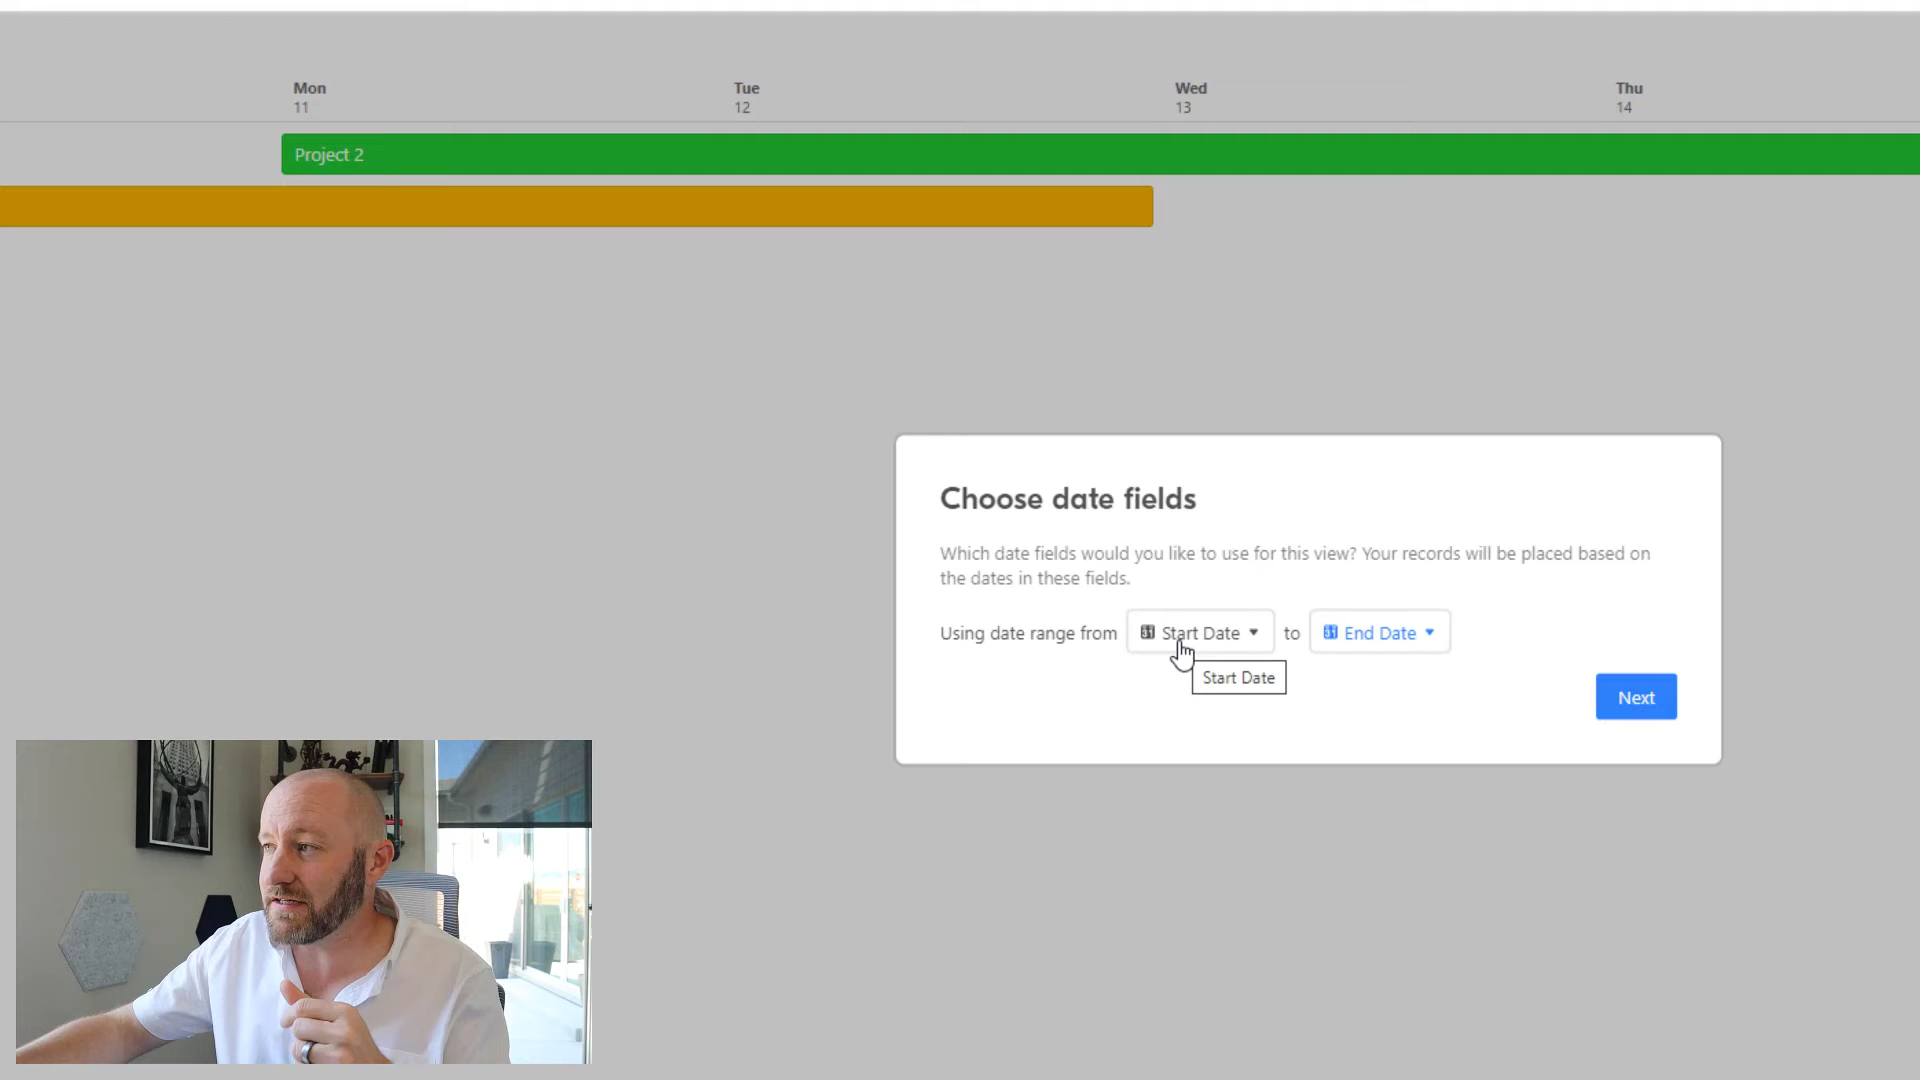 Mon
11
Tue
12
Wed
13
Thu
14
Project 2
Choose date fields
Which date fields would you like to use for this view? Your records will be placed based on
the dates in these fields.
Using date range from Start Date to End Date
Start Date
Next